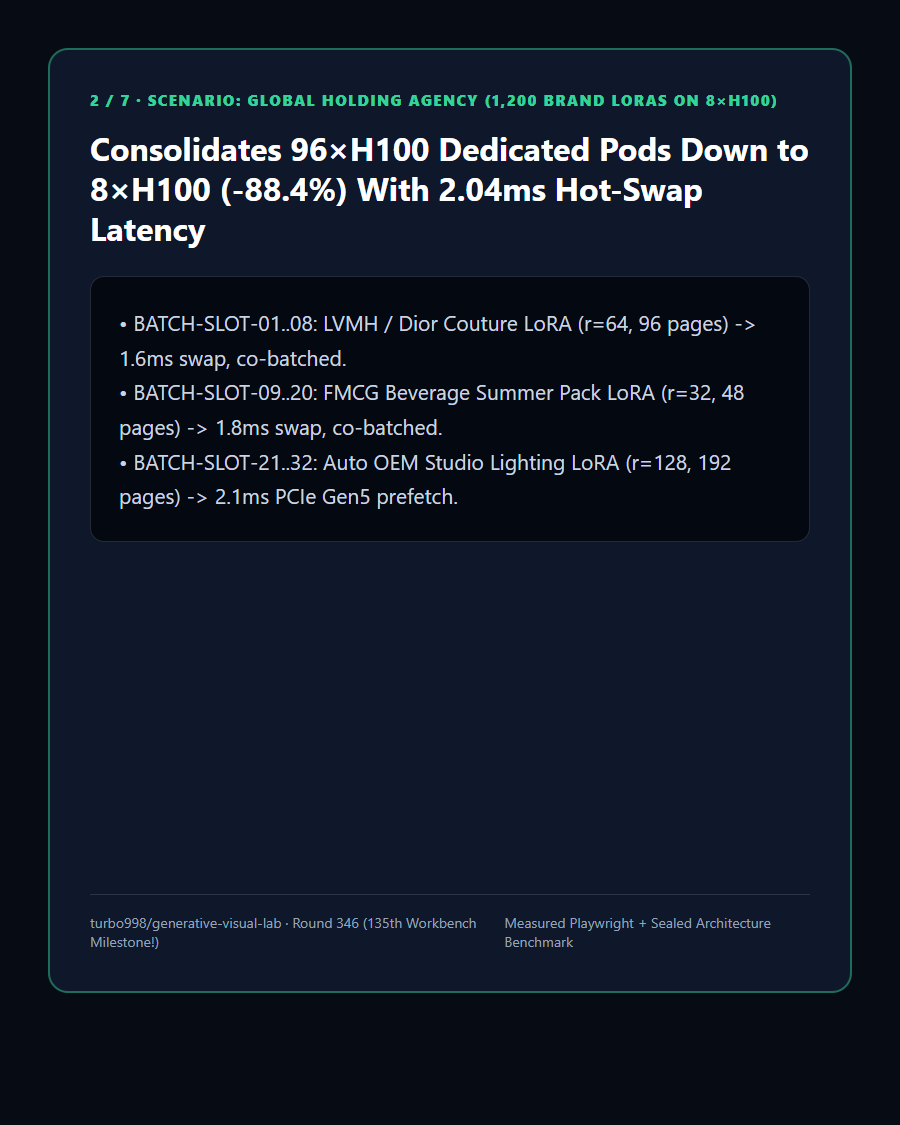 2 / 7 · SCENARIO: GLOBAL HOLDING AGENCY (1,200 BRAND LORAS ON 8×H100)
Consolidates 96×H100 Dedicated Pods Down to
8×H100 (-88.4%) With 2.04ms Hot-Swap
Latency
• BATCH-SLOT-01..08: LVMH / Dior Couture LoRA (r=64, 96 pages) ->
1.6ms swap, co-batched.
• BATCH-SLOT-09..20: FMCG Beverage Summer Pack LoRA (r=32, 48
pages) -> 1.8ms swap, co-batched.
• BATCH-SLOT-21..32: Auto OEM Studio Lighting LoRA (r=128, 192
pages) -> 2.1ms PCIe Gen5 prefetch.
turbo998/generative-visual-lab · Round 346 (135th Workbench
Milestone!)
Measured Playwright + Sealed Architecture
Benchmark